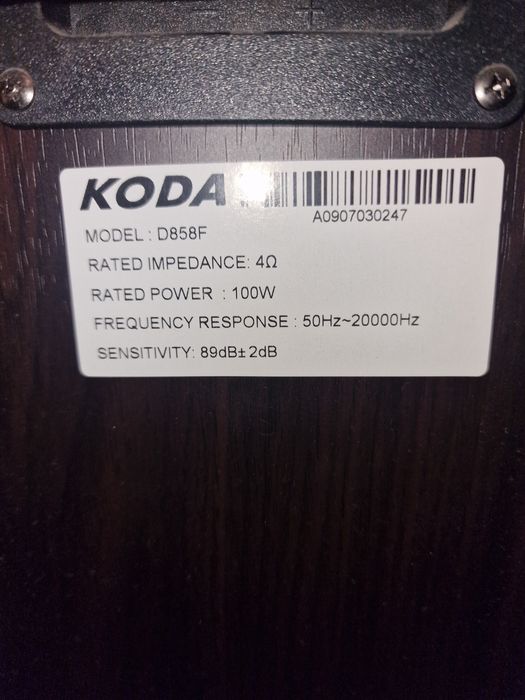 KODA
A0907030247
MODEL : D858F
RATED IMPEDANCE: 4Ω
RATED POWER : 100W
FREQUENCY RESPONSE : 50Hz~20000Hz
SENSITIVITY: 89dB±2dB